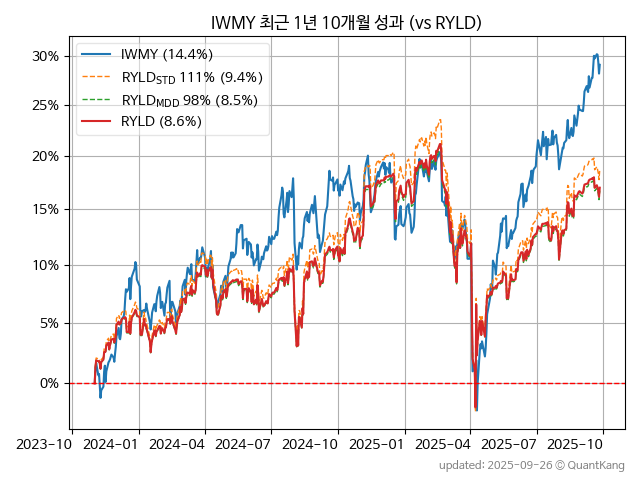 IWMY 최근 1년 10개월 성과 (vs RYLD)
IWMY (14.4%)
RYLD_STD 111% (9.4%)
RYLD_MDD 98% (8.5%)
RYLD (8.6%)
30%
25%
20%
15%
10%
5%
0%
2023-10 2024-01 2024-04 2024-07 2024-10 2025-01 2025-04 2025-07 2025-10
updated: 2025-09-26 © QuantKang